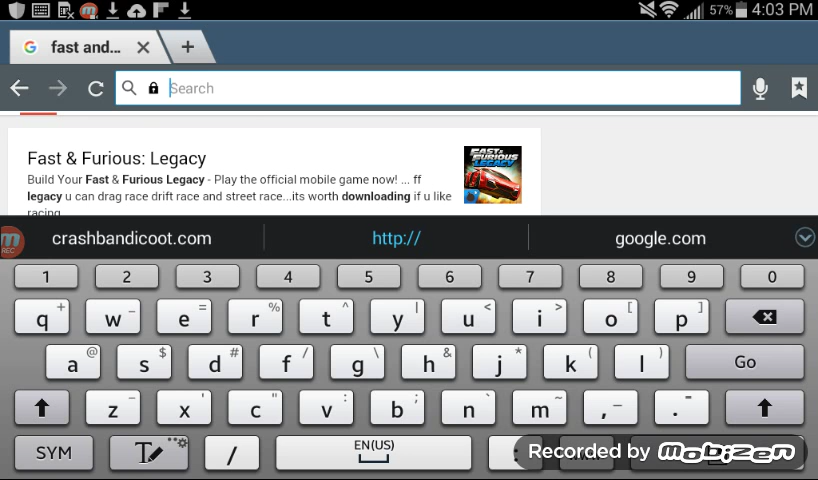 57% 4:03 PM
G fast and...
Search
Fast & Furious: Legacy
Build Your Fast & Furious Legacy - Play the official mobile game now! ... ff
legacy u can drag race drift race and street race...its worth downloading if u like
racing
FAST & FURIOUS LEGACY
m REC crashbandicoot.com http:// google.com
1 2 3 4 5 6 7 8 9 0
q + w _ e = r % t ^ y | u < i > o [ p ]
a @ s $ d # f / g \ h & j * k ( l ) Go
z - x ' c " v : b ; n ` m ~ , _ . -
SYM T / EN(US) :
Recorded by mobizen